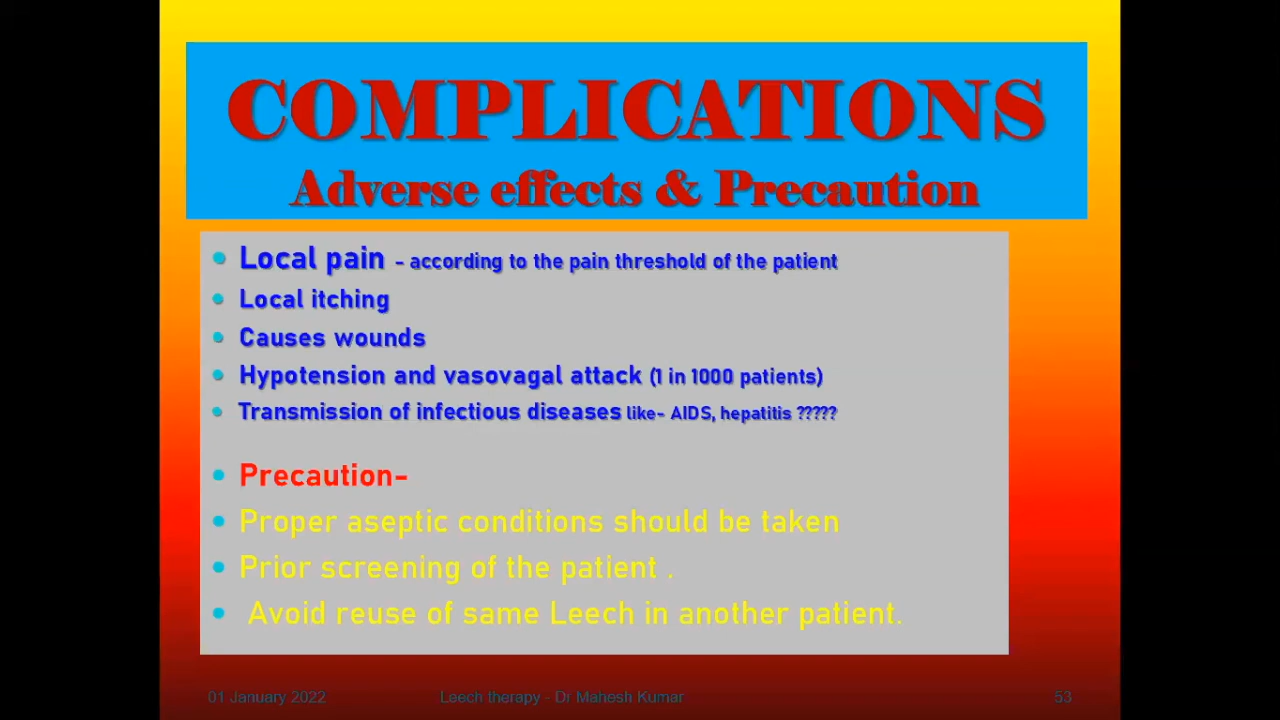 COMPLICATIONS
Adverse effects & Precaution
• Local pain - according to the pain threshold of the patient
• Local itching
• Causes wounds
• Hypotension and vasovagal attack (1 in 1000 patients)
• Transmission of infectious diseases like- AIDS, hepatitis ?????
• Precaution-
• Proper aseptic conditions should be taken
• Prior screening of the patient .
• Avoid reuse of same Leech in another patient.
01 January 2022 Leech therapy - Dr Mahesh Kumar 53